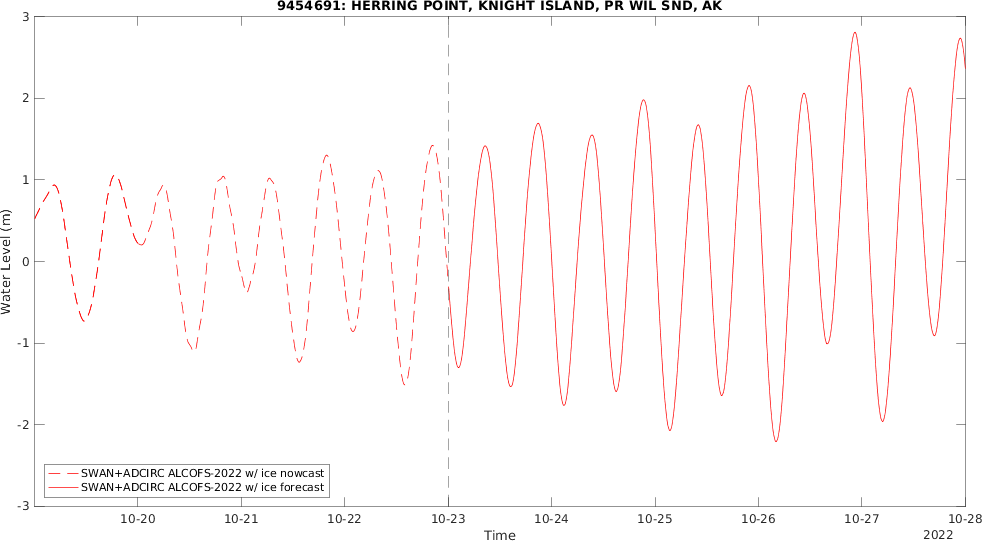 9454691: HERRING POINT, KNIGHT ISLAND, PR WIL SND, AK
3
2
1
0
-1
-2
-3
Water Level (m)
SWAN+ADCIRC ALCOFS-2022 w/ ice nowcast
SWAN+ADCIRC ALCOFS-2022 w/ ice forecast
10-20 10-21 10-22 10-23 10-24 10-25 10-26 10-27 10-28
Time
2022